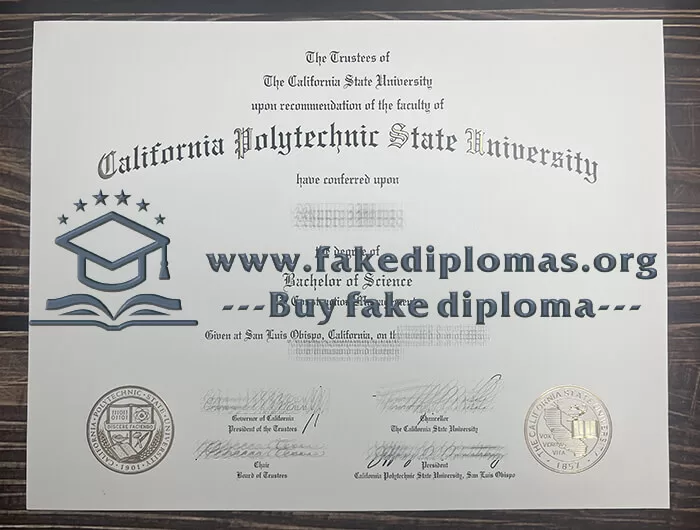 The Trustees of
The California State University
upon recommendation of the faculty of
California Polytechnic State University
have conferred upon
the degree of
www.fakediplomas.org
Bachelor of Science
---Buy fake diploma---
Given at San Luis Obispo, California, on
Governor of California
President of the Trustees
Chancellor
The California State University
Chair
Board of Trustees
President
California Polytechnic State University, San Luis Obispo
CALIFORNIA POLYTECHNIC STATE UNIVERSITY
DISCERE FACIENDO
1901
THE CALIFORNIA STATE UNIVERSITY
VOX
VERITAS
VITA
1857